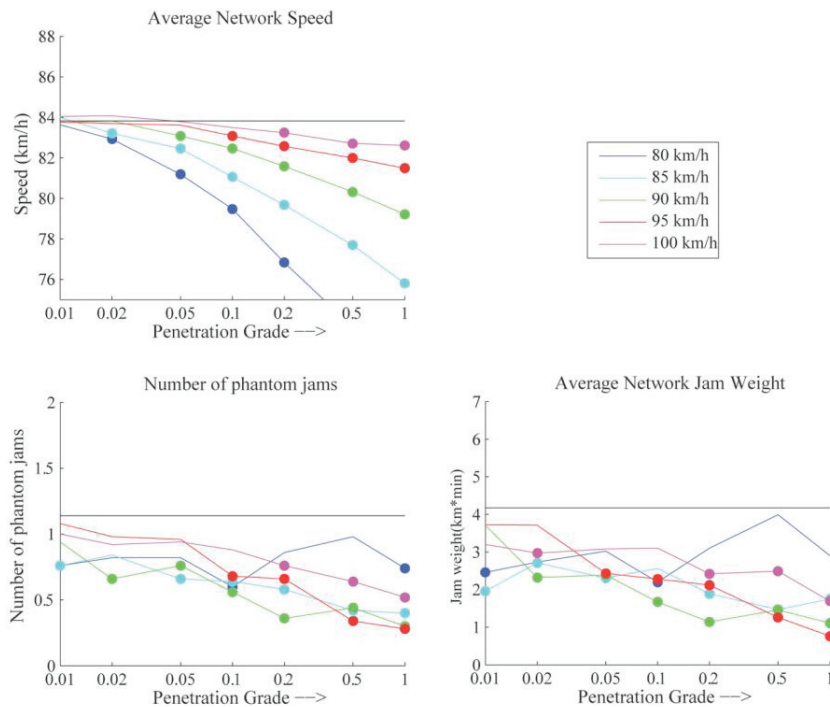 Average Network Speed
88
86
84
82
80
78
76
Speed (km/h)
0.01 0.02 0.05 0.1 0.2 0.5 1
Penetration Grade −−>
80 km/h
85 km/h
90 km/h
95 km/h
100 km/h
Number of phantom jams
2
1.5
1
0.5
0
Number of phantom jams
0.01 0.02 0.05 0.1 0.2 0.5 1
Penetration Grade −−>
Average Network Jam Weight
7
6
5
4
3
2
1
0
Jam weight(km*min)
0.01 0.02 0.05 0.1 0.2 0.5 1
Penetration Grade −−>